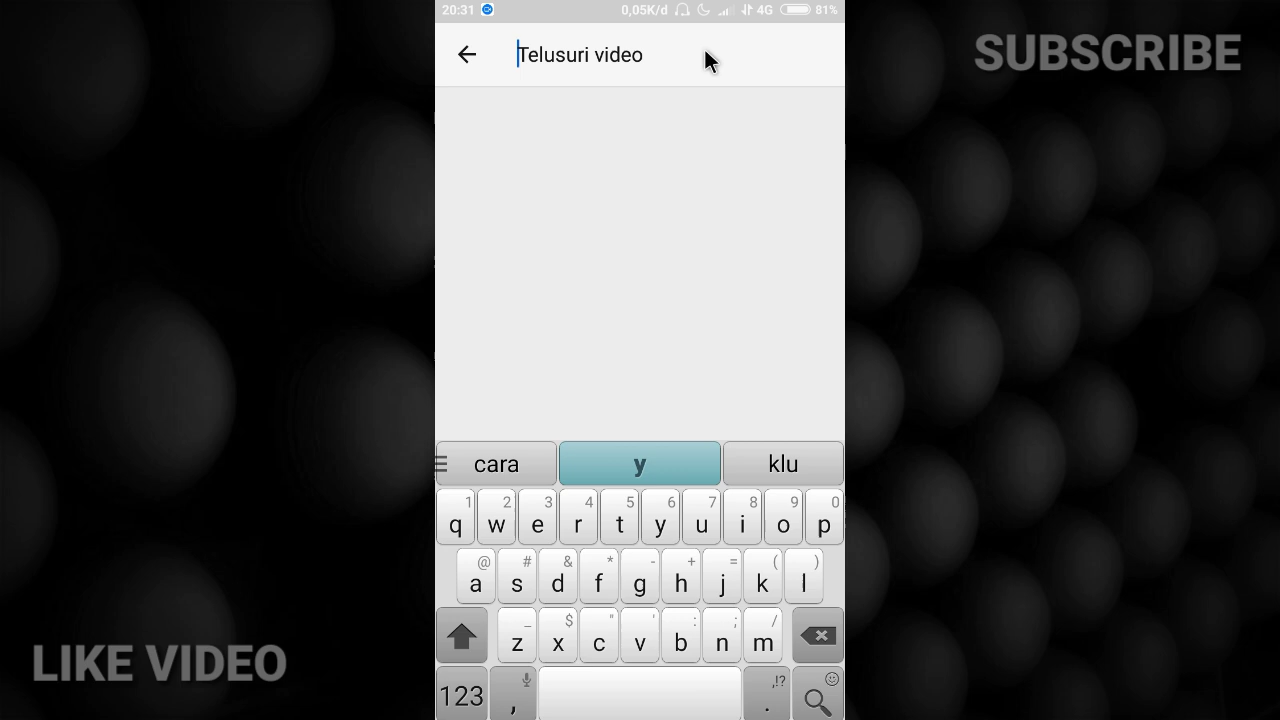 20:31 0,05K/d 4G 81%
SUBSCRIBE
Telusuri video
cara y klu
1 2 3 4 5 6 7 8 9 0
q w e r t y u i o p
@ # & * - + = ( )
a s d f g h j k l
_ $ " ' : ; /
z x c v b n m
LIKE VIDEO
123 , . ,!?